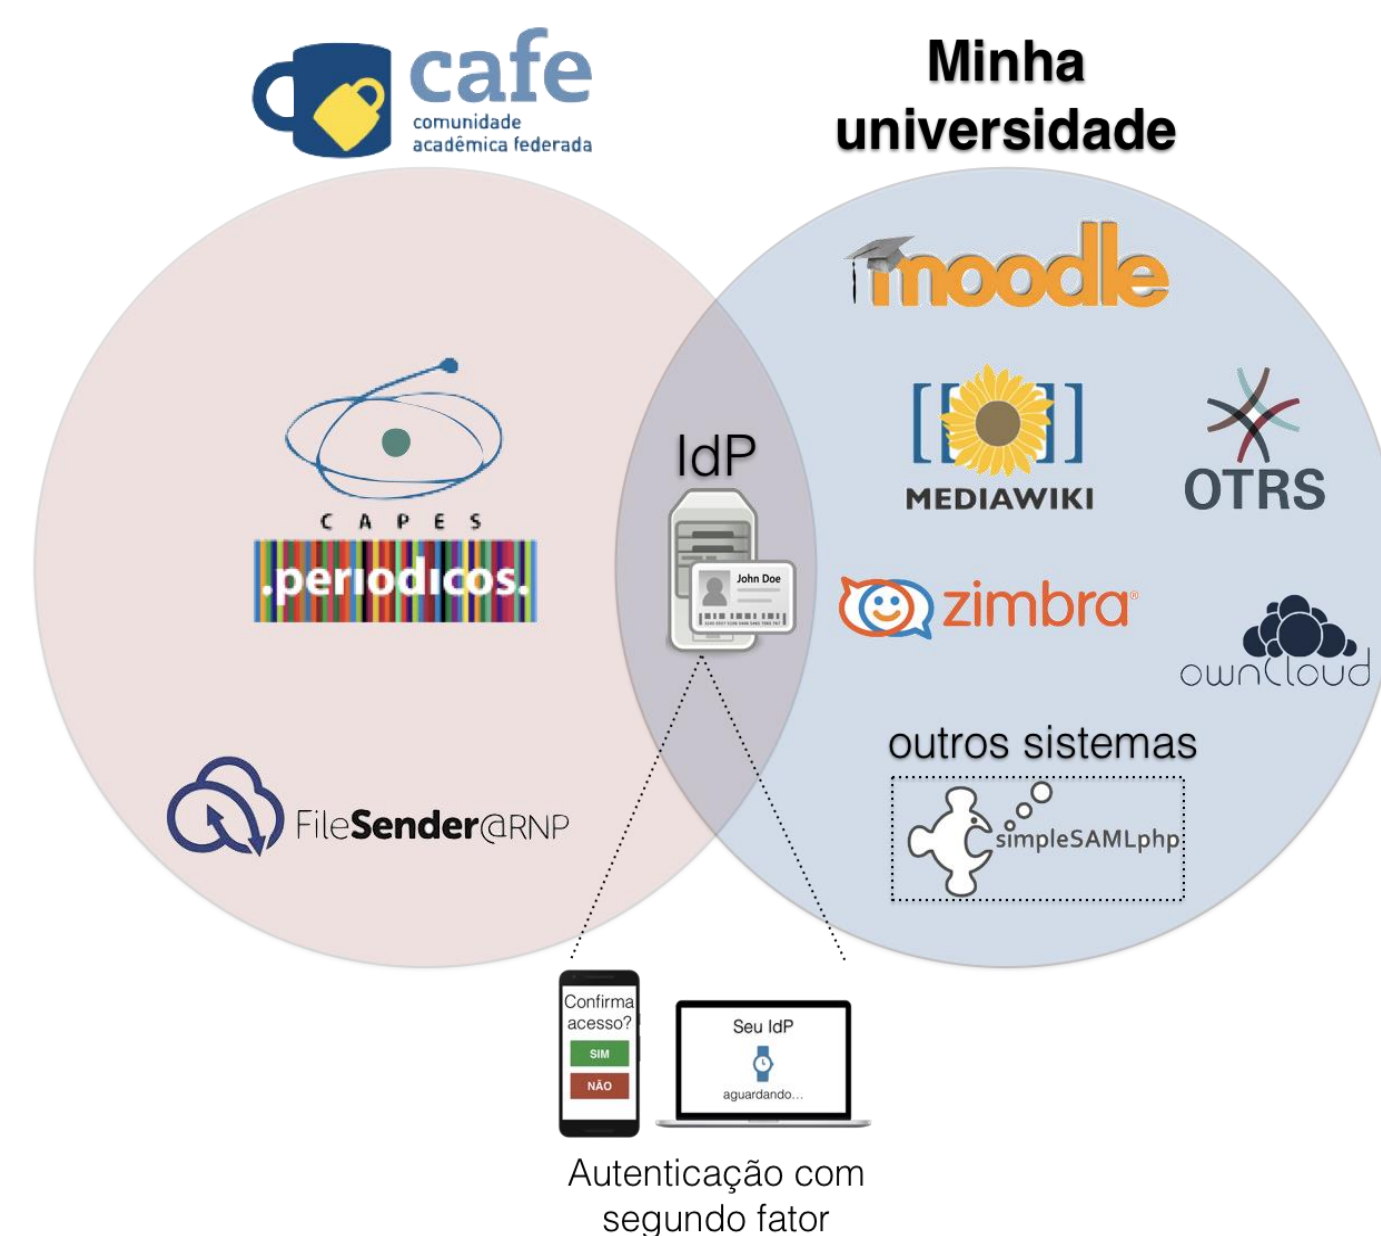 cafe
comunidade
acadêmica federada
Minha
universidade
moodle
CAPES
.periodicos.
IdP
John Doe
MEDIAWIKI
OTRS
zimbra®
ownCloud
outros sistemas
simpleSAMLphp
FileSender@RNP
Confirma
acesso?
SIM
NÃO
Seu IdP
aguardando...
Autenticação com
segundo fator